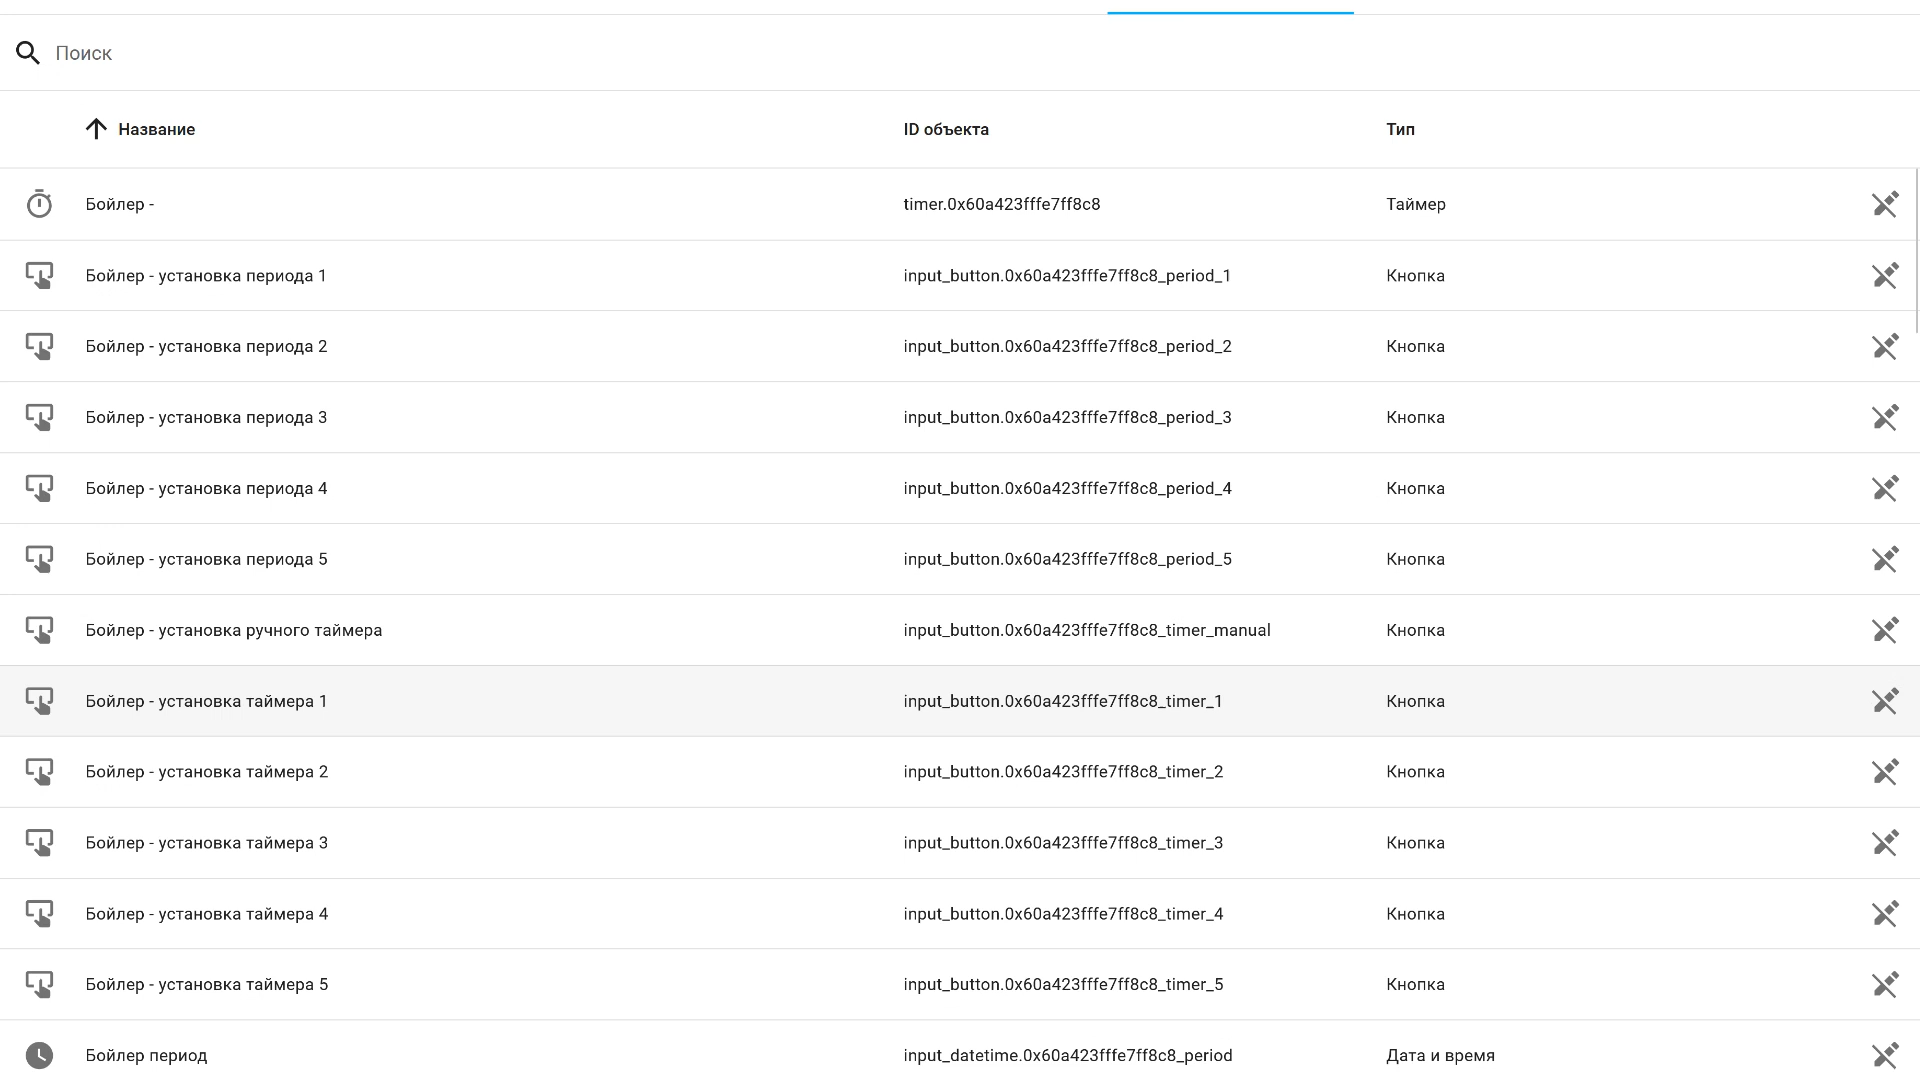 Поиск
Название ID объекта Тип
Бойлер - timer.0x60a423fffe7ff8c8 Таймер
Бойлер - установка периода 1 input_button.0x60a423fffe7ff8c8_period_1 Кнопка
Бойлер - установка периода 2 input_button.0x60a423fffe7ff8c8_period_2 Кнопка
Бойлер - установка периода 3 input_button.0x60a423fffe7ff8c8_period_3 Кнопка
Бойлер - установка периода 4 input_button.0x60a423fffe7ff8c8_period_4 Кнопка
Бойлер - установка периода 5 input_button.0x60a423fffe7ff8c8_period_5 Кнопка
Бойлер - установка ручного таймера input_button.0x60a423fffe7ff8c8_timer_manual Кнопка
Бойлер - установка таймера 1 input_button.0x60a423fffe7ff8c8_timer_1 Кнопка
Бойлер - установка таймера 2 input_button.0x60a423fffe7ff8c8_timer_2 Кнопка
Бойлер - установка таймера 3 input_button.0x60a423fffe7ff8c8_timer_3 Кнопка
Бойлер - установка таймера 4 input_button.0x60a423fffe7ff8c8_timer_4 Кнопка
Бойлер - установка таймера 5 input_button.0x60a423fffe7ff8c8_timer_5 Кнопка
Бойлер период input_datetime.0x60a423fffe7ff8c8_period Дата и время